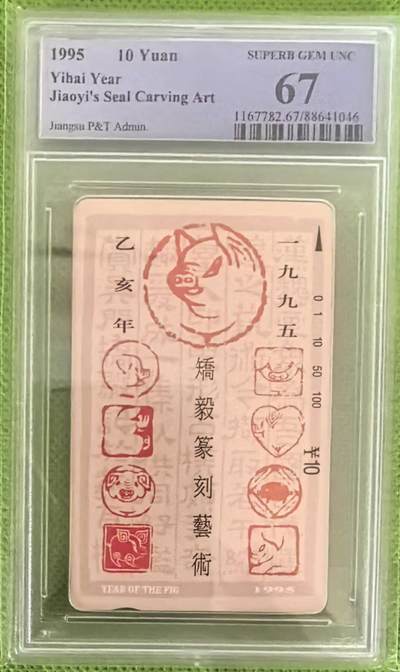 1995 10 Yuan
Yihai Year
Jiaoyi's Seal Carving Art
Jiangsu P&T Admin.
SUPERB GEM UNC
67
1167782.67/88641046
乙亥年
一九九五
矯毅篆刻藝術
0 1 10 50 100
¥10
YEAR OF THE PIG
1995